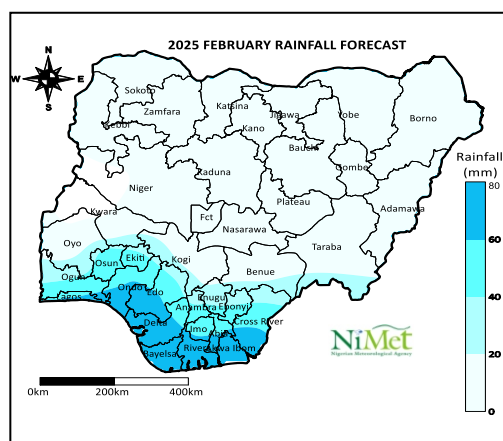 2025 FEBRUARY RAINFALL FORECAST
N
W E
S
Sokoto
Zamfara
Katsina
Kebbi
Kano
Jigawa
Yobe
Borno
Bauchi
Gombe
Kaduna
Niger
Plateau
Adamawa
Kwara
Fct
Nasarawa
Taraba
Oyo
Ekiti
Kogi
Osun
Benue
Ogun
Ondo
Edo
Enugu
Lagos
Anambra
Ebonyi
Delta
Imo
Abia
Cross River
Bayelsa
Rivers
Akwa Ibom
Rainfall
(mm)
80
60
40
20
0
NiMet
Nigerian Meteorological Agency
0km 200km 400km